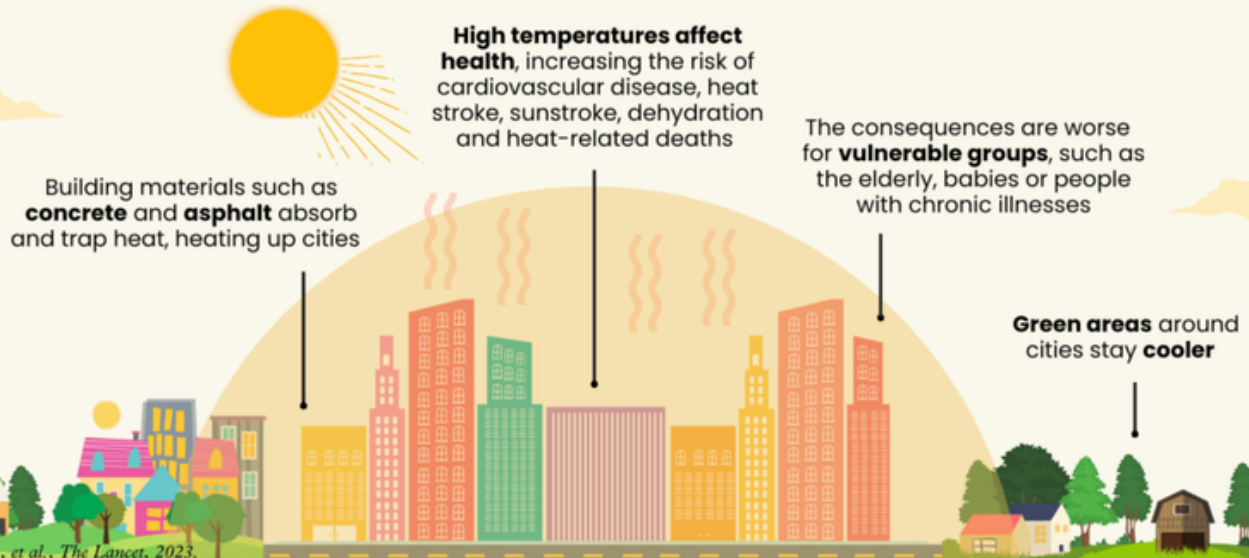 High temperatures affect
health, increasing the risk of
cardiovascular disease, heat
stroke, sunstroke, dehydration
and heat-related deaths
The consequences are worse
for vulnerable groups, such as
the elderly, babies or people
with chronic illnesses
Building materials such as
concrete and asphalt absorb
and trap heat, heating up cities
Green areas around
cities stay cooler
, et al., The Lancet, 2023.